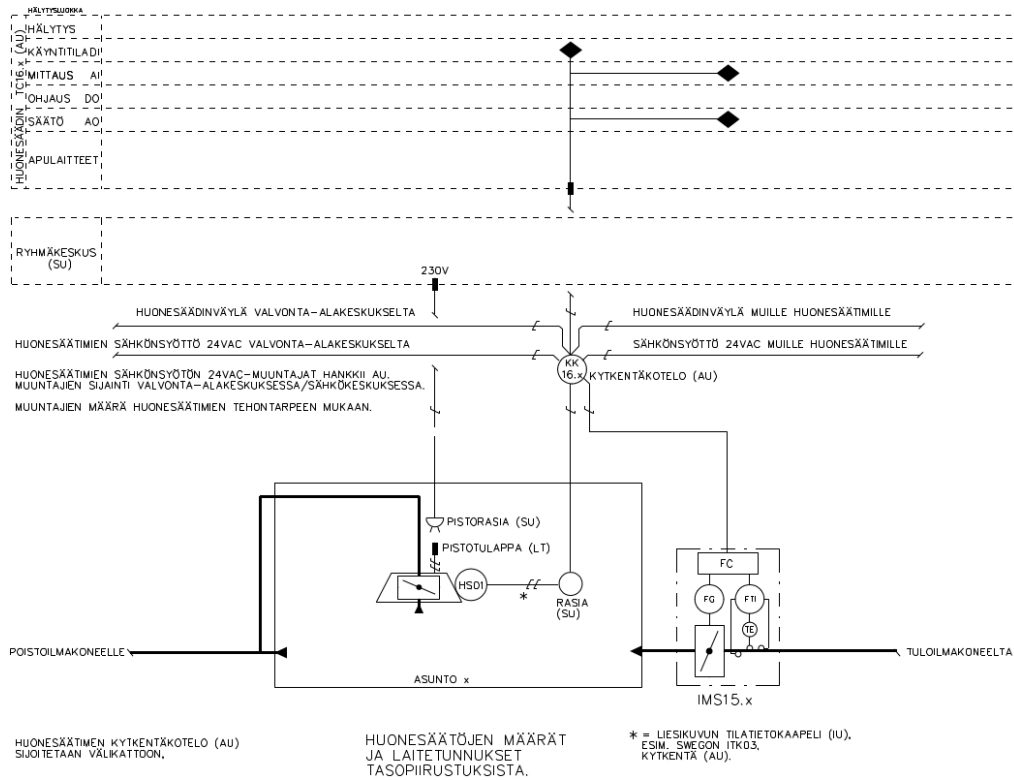 HÄLYTYSLUOKKA
HUONESÄÄDIN TC16.x (AU)
HÄLYTYS
KÄYNTITILADI
MITTAUS AI
OHJAUS DO
SÄÄTÖ AO
APULAITTEET
RYHMÄKESKUS
(SU)
230V
HUONESÄÄDINVÄYLÄ VALVONTA-ALAKESKUKSELTA
HUONESÄÄDINVÄYLÄ MUILLE HUONESÄÄTIMILLE
HUONESÄÄTIMIEN SÄHKÖNSYÖTTÖ 24VAC VALVONTA-ALAKESKUKSELTA
SÄHKÖNSYÖTTÖ 24VAC MUILLE HUONESÄÄTIMILLE
KK
16.x
KYTKENTÄKOTELO (AU)
HUONESÄÄTIMIEN SÄHKÖNSYÖTÖN 24VAC-MUUNTAJAT HANKKII AU.
MUUNTAJIEN SIJAINTI VALVONTA-ALAKESKUKSESSA/SÄHKÖKESKUKSESSA.
MUUNTAJIEN MÄÄRÄ HUONESÄÄTIMIEN TEHONTARPEEN MUKAAN.
PISTORASIA (SU)
PISTOTULAPPA (LT)
HS01
*
RASIA
(SU)
FC
FG
FTI
TE
POISTOILMAKONEELLE
TULOILMAKONEELTA
ASUNTO x
IMS15.x
HUONESÄÄTIMEN KYTKENTÄKOTELO (AU)
SIJOITETAAN VÄLIKATTOON,
HUONESÄÄTÖJEN MÄÄRÄT
JA LAITETUNNUKSET
TASOPIIRUSTUKSISTA.
* = LIESIKUVUN TILATIETOKAAPELI (IU),
ESIM. SWEGON ITK03,
KYTKENTÄ (AU).